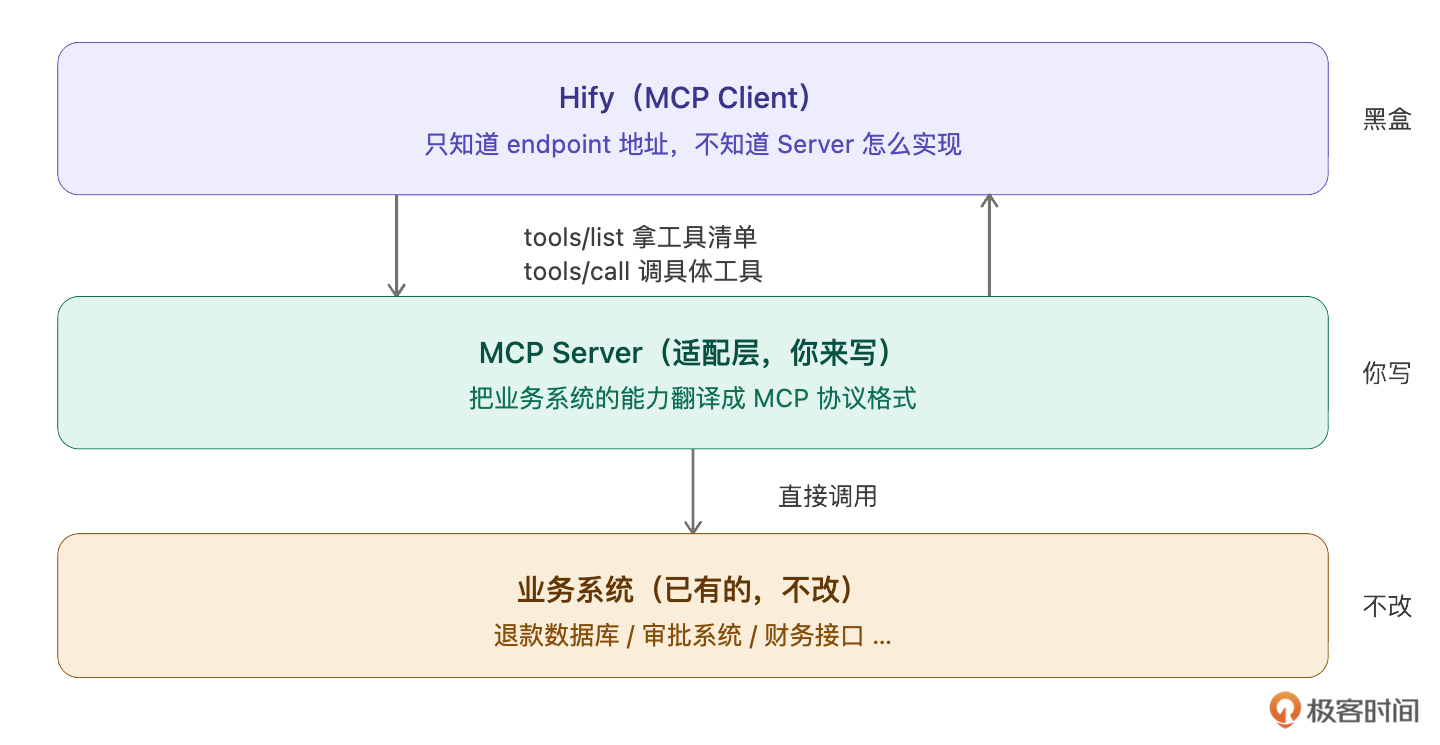 Hify（MCP Client）
只知道 endpoint 地址，不知道 Server 怎么实现
黑盒
tools/list 拿工具清单
tools/call 调具体工具
MCP Server（适配层，你来写）
把业务系统的能力翻译成 MCP 协议格式
你写
直接调用
业务系统（已有的，不改）
退款数据库 / 审批系统 / 财务接口 ...
不改
极客时间